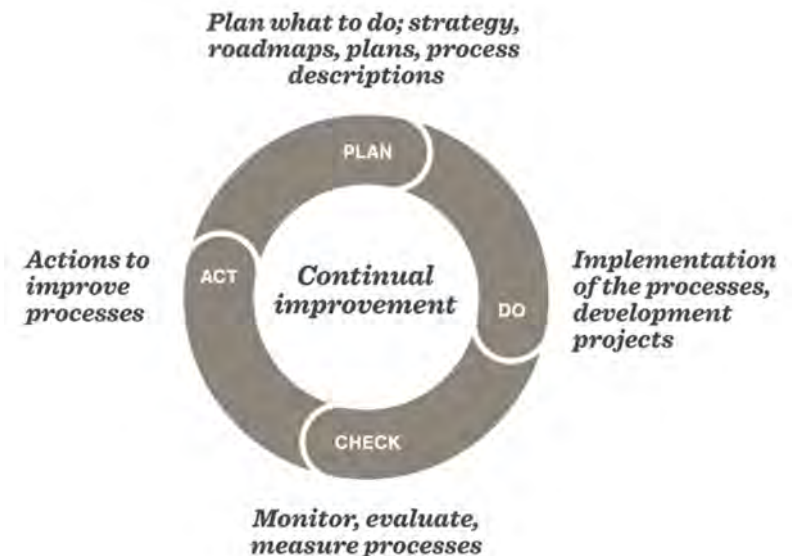 Plan what to do; strategy,
roadmaps, plans, process
descriptions
PLAN
Actions to
improve
processes
ACT
Continual
improvement
DO
Implementation
of the processes,
development
projects
CHECK
Monitor, evaluate,
measure processes